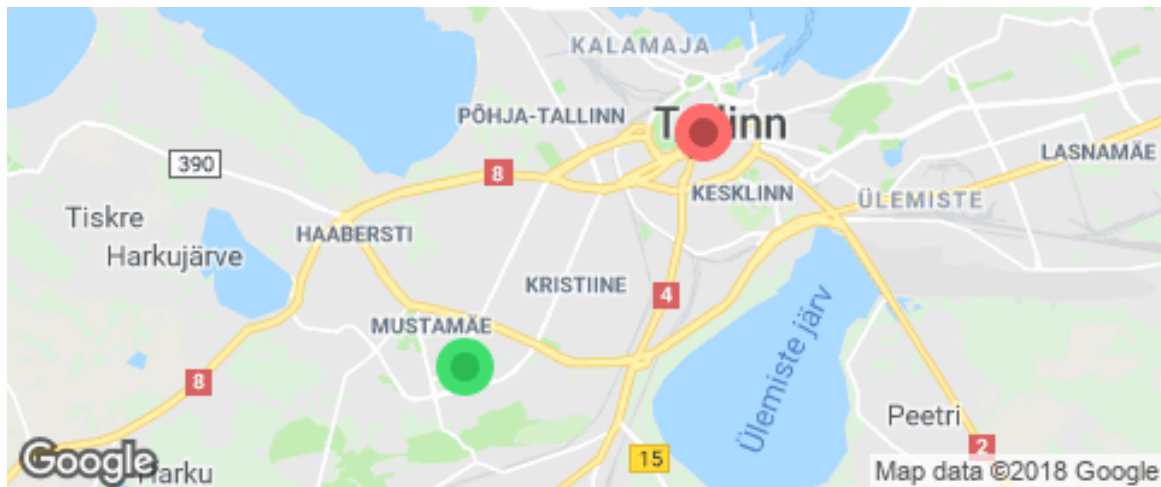 KALAMAJA
PÕHJA-TALLINN
Tallinn
390
8
LASNAMÄE
KESKLINN
ÜLEMISTE
Tiskre
HAABERSTI
Harkujärve
KRISTIINE
4
MUSTAMÄE
Ülemiste järv
8
Peetri
2
15
Google
Harku
Map data ©2018 Google